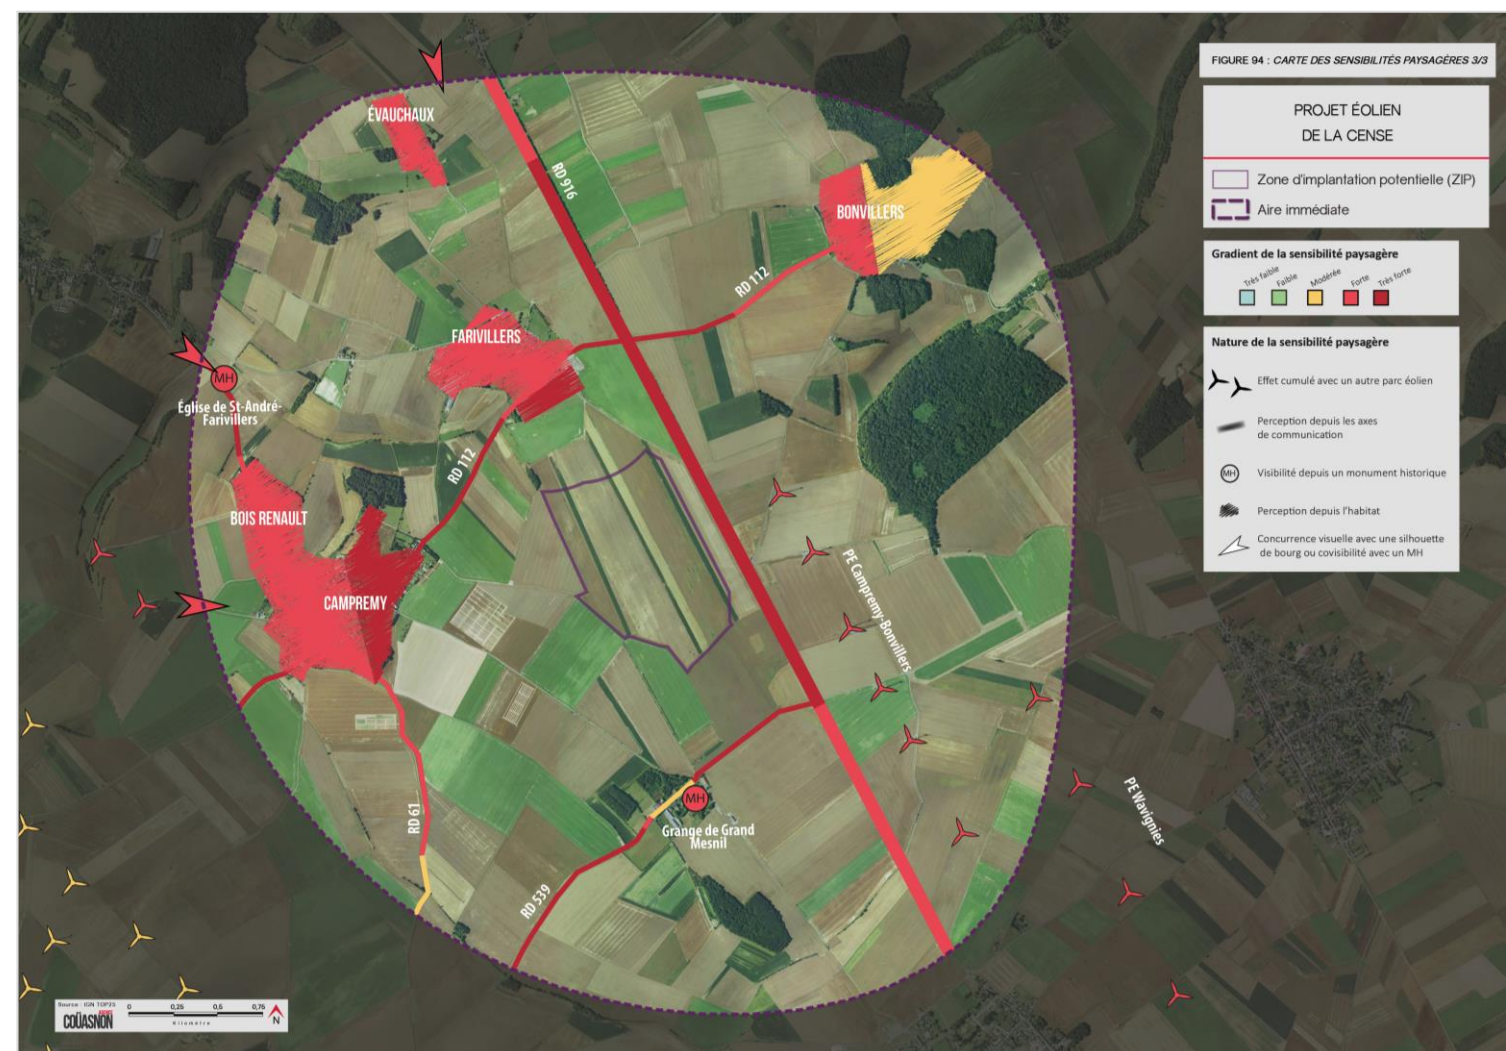 FIGURE 94 : CARTE DES SENSIBILITÉS PAYSAGÈRES 3/3
PROJET ÉOLIEN
DE LA CENSE
Zone d'implantation potentielle (ZIP)
Aire immédiate
Gradient de la sensibilité paysagère
Très faible
Faible
Modérée
Forte
Très forte
Nature de la sensibilité paysagère
Effet cumulé avec un autre parc éolien
Perception depuis les axes
de communication
MH
Visibilité depuis un monument historique
Perception depuis l'habitat
Concurrence visuelle avec une silhouette
de bourg ou covisibilité avec un MH
ÉVAUCHAUX
RD 916
BONVILLERS
RD 112
FARIVILLERS
MH
Église de St-André-
Farivillers
RD 112
BOIS RENAULT
CAMPREMY
PE Campremy-Bonvillers
RD 61
MH
Grange de Grand
Mesnil
RD 539
PE Wavignies
Source : IGN TOP25
COÜASNON
0 0,25 0,5 0,75
Kilomètre
N